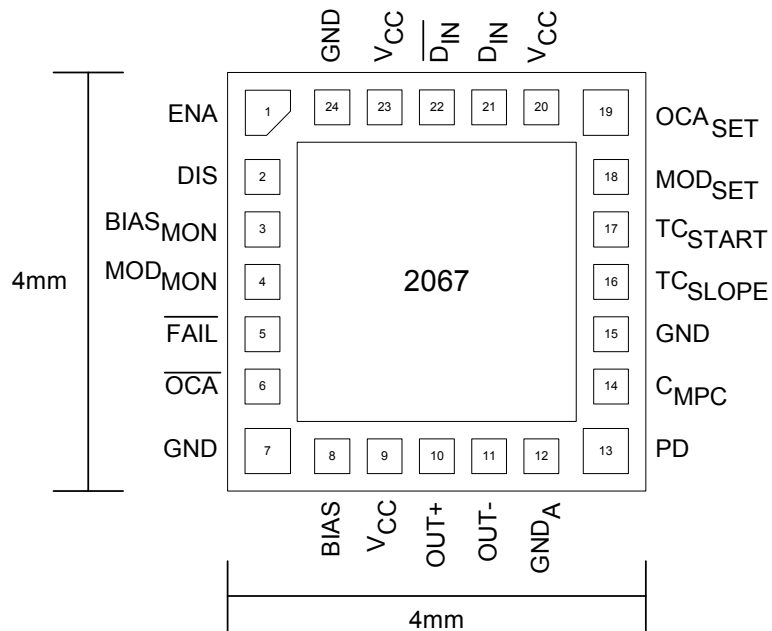 GND
VCC
DIN
DIN
VCC
24
23
22
21
20
ENA
1
19
OCASET
DIS
2
18
MODSET
BIASMON
3
17
TCSTART
4mm
MODMON
4
2067
16
TCSLOPE
FAIL
5
15
GND
OCA
6
14
CMPC
GND
7
13
PD
8
9
10
11
12
BIAS
VCC
OUT+
OUT-
GNDA
4mm